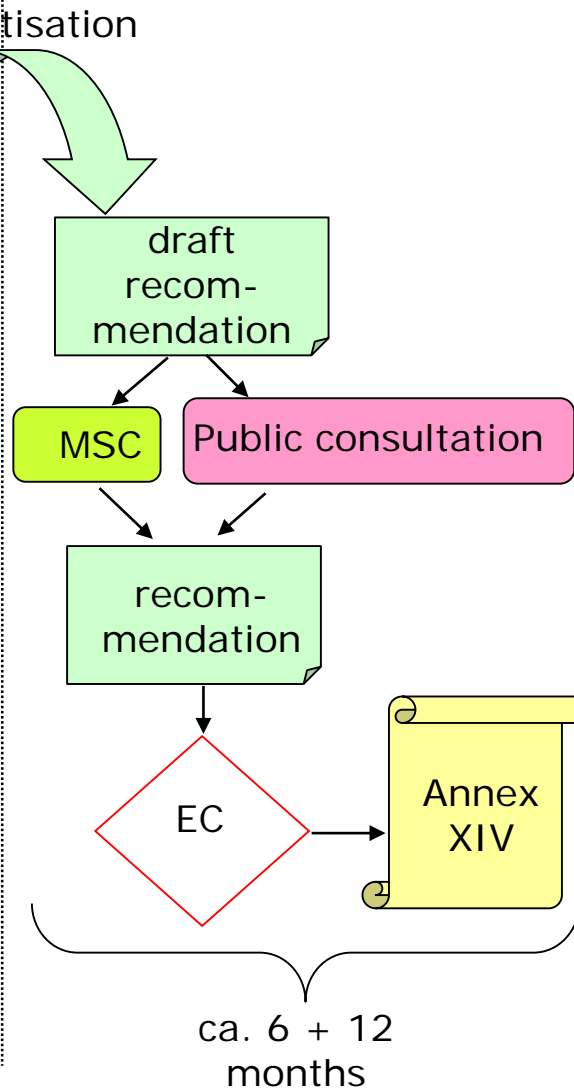 tisation
draft
recom-
mendation
MSC
Public consultation
recom-
mendation
EC
Annex
XIV
ca. 6 + 12
months